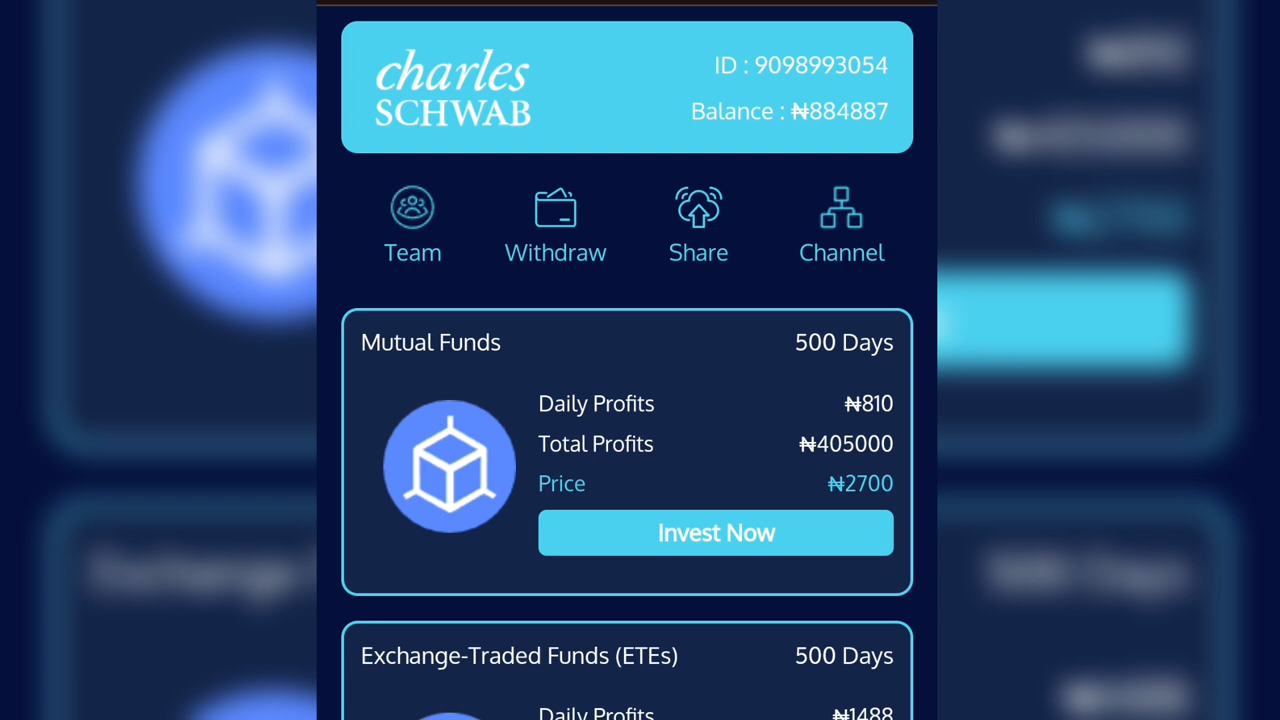 charles
SCHWAB
ID : 9098993054
Balance : ₦884887
Team
Withdraw
Share
Channel
Mutual Funds
500 Days
Daily Profits
₦810
Total Profits
₦405000
Price
₦2700
Invest Now
Exchange-Traded Funds (ETEs)
500 Days
Daily Profits
₦1488